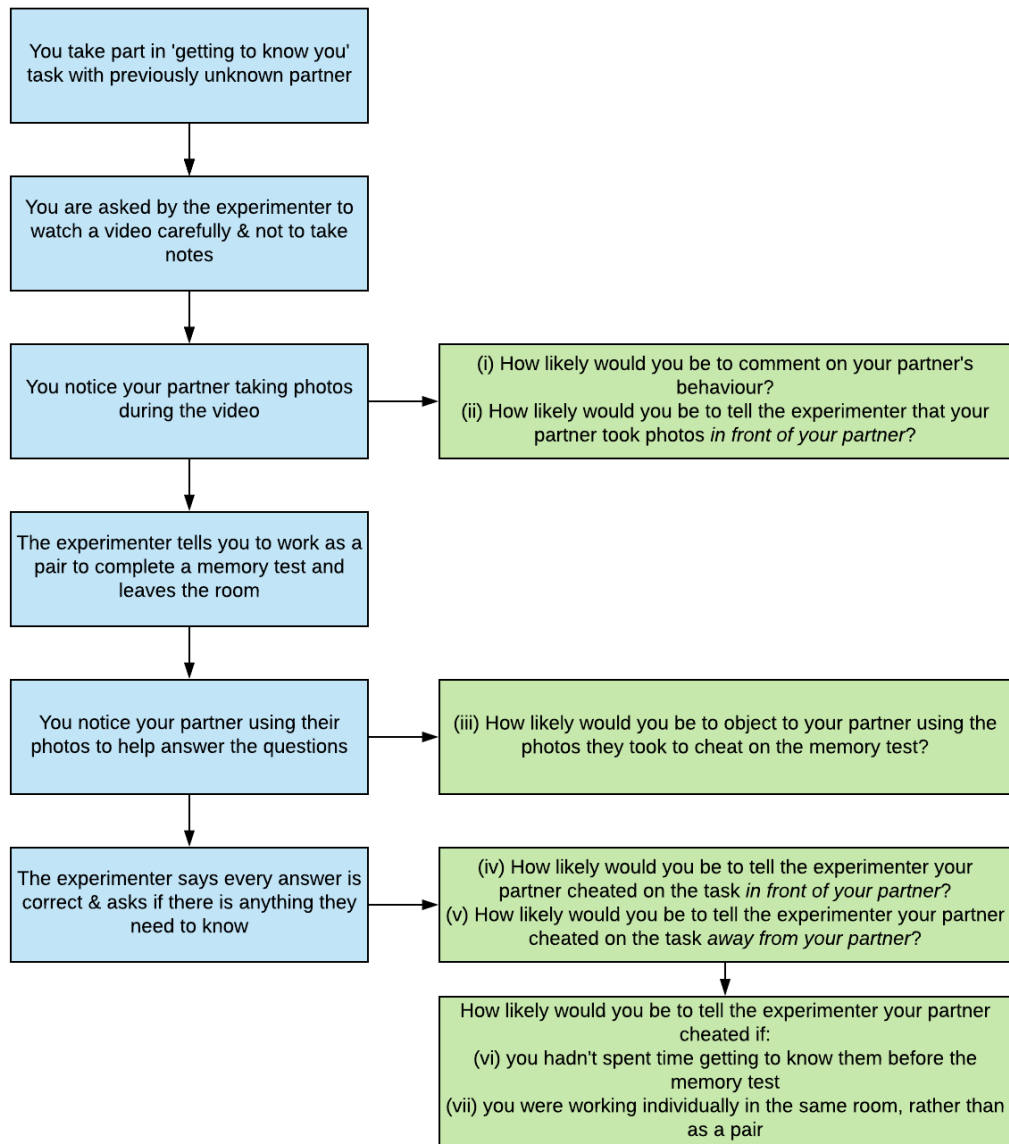 You take part in 'getting to know you'
task with previously unknown partner
You are asked by the experimenter to
watch a video carefully & not to take
notes
You notice your partner taking photos
during the video
(i) How likely would you be to comment on your partner's
behaviour?
(ii) How likely would you be to tell the experimenter that your
partner took photos in front of your partner?
The experimenter tells you to work as a
pair to complete a memory test and
leaves the room
You notice your partner using their
photos to help answer the questions
(iii) How likely would you be to object to your partner using the
photos they took to cheat on the memory test?
The experimenter says every answer is
correct & asks if there is anything they
need to know
(iv) How likely would you be to tell the experimenter your
partner cheated on the task in front of your partner?
(v) How likely would you be to tell the experimenter your partner
cheated on the task away from your partner?
How likely would you be to tell the experimenter your partner
cheated if:
(vi) you hadn't spent time getting to know them before the
memory test
(vii) you were working individually in the same room, rather than
as a pair